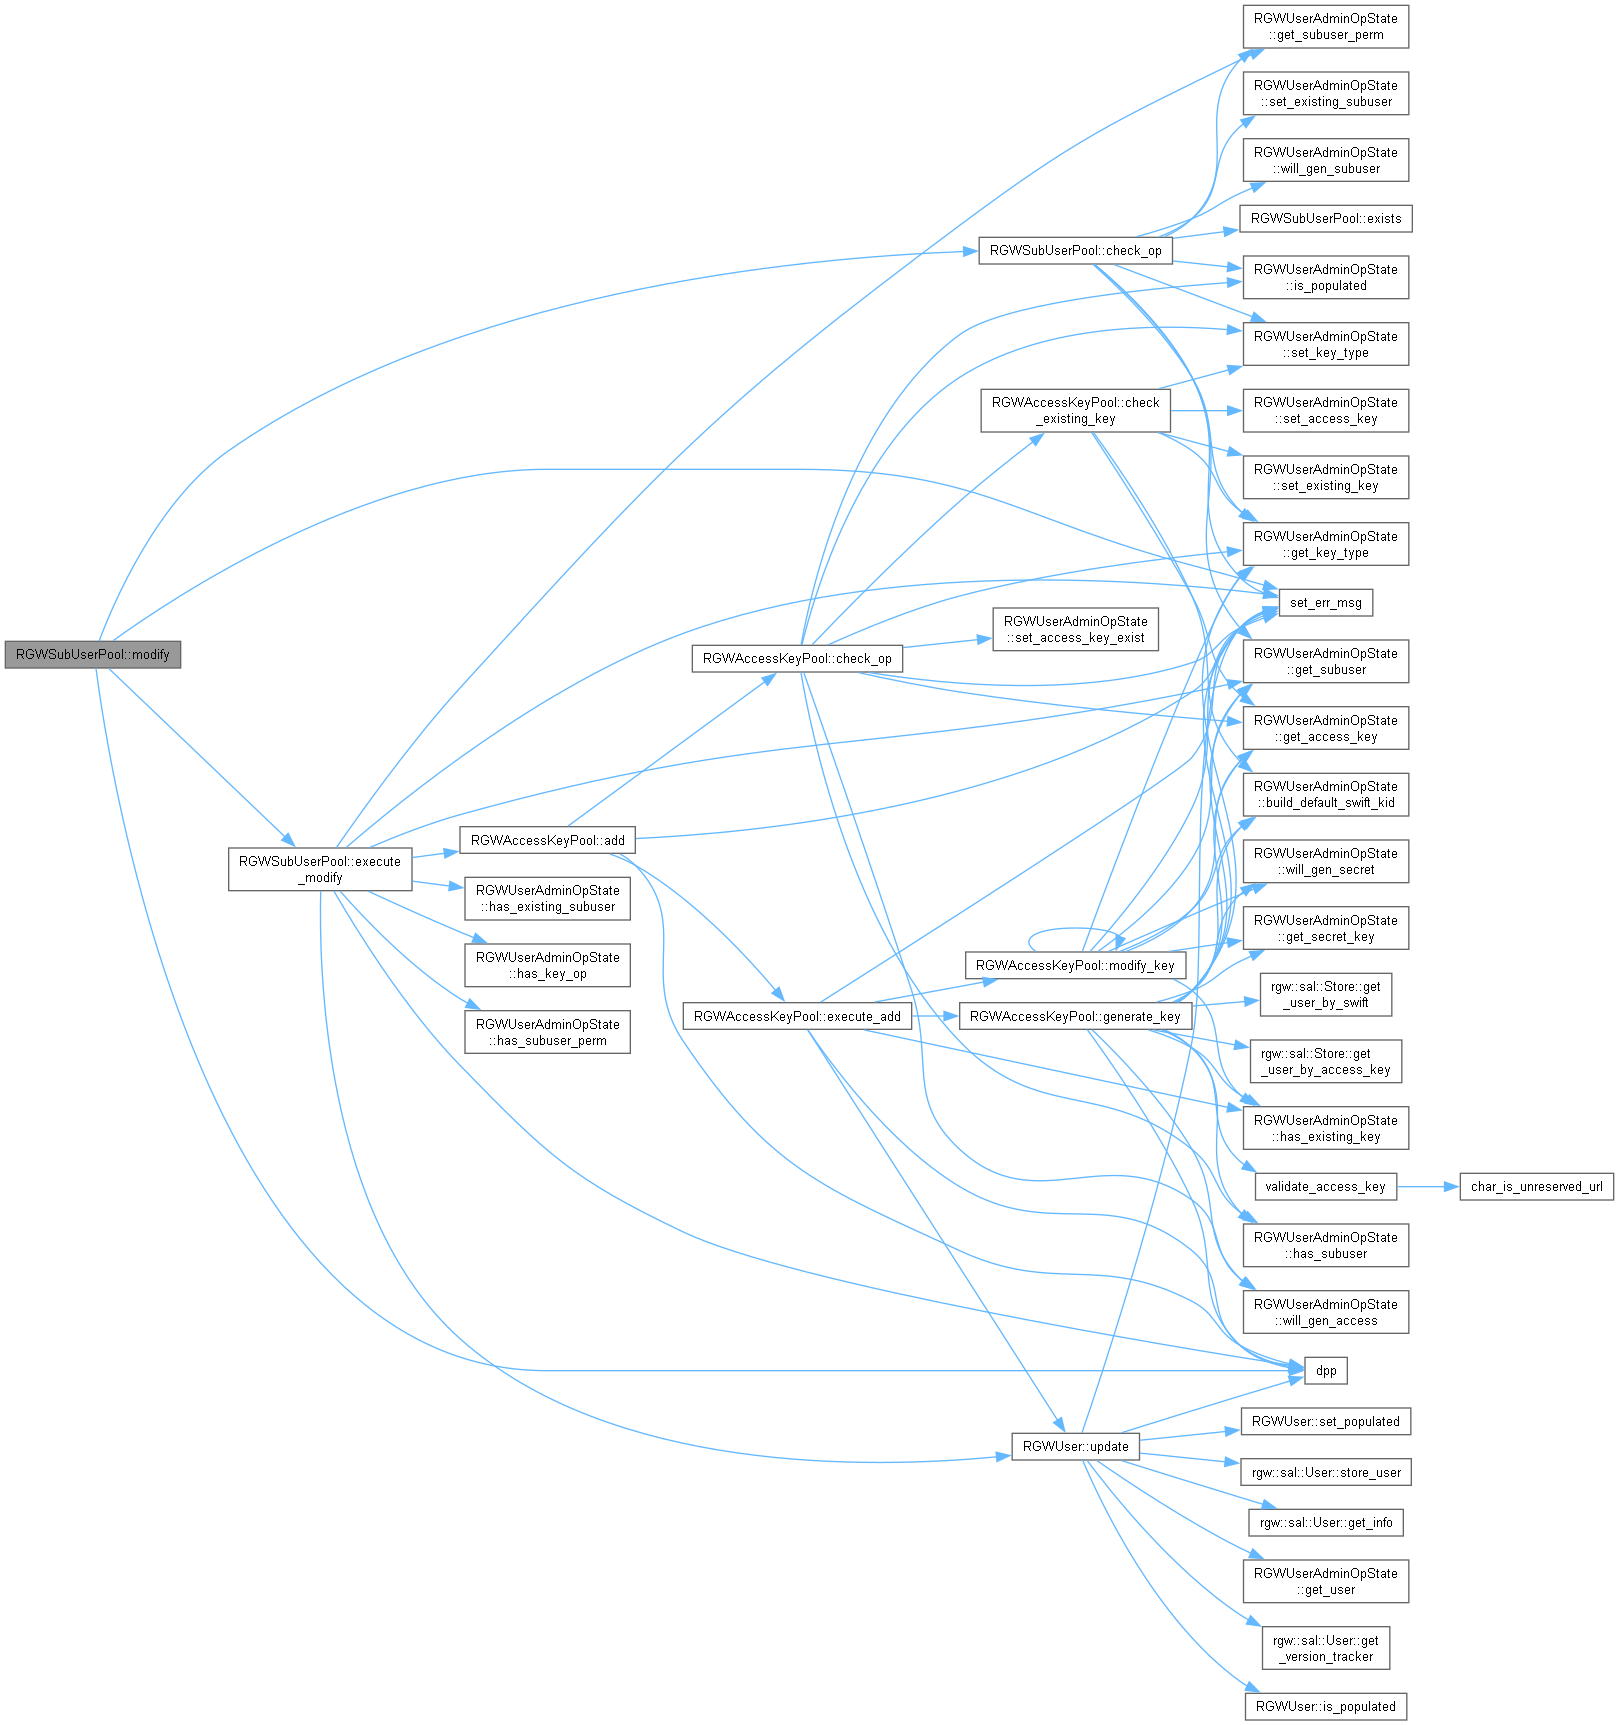 RGWUserAdminOpState
::get_subuser_perm
RGWUserAdminOpState
::set_existing_subuser
RGWUserAdminOpState
::will_gen_subuser
RGWSubUserPool::exists
RGWSubUserPool::check_op
RGWUserAdminOpState
::is_populated
RGWUserAdminOpState
::set_key_type
RGWAccessKeyPool::check
_existing_key
RGWUserAdminOpState
::set_access_key
RGWUserAdminOpState
::set_existing_key
RGWUserAdminOpState
::get_key_type
set_err_msg
RGWUserAdminOpState
::set_access_key_exist
RGWSubUserPool::modify
RGWAccessKeyPool::check_op
RGWUserAdminOpState
::get_subuser
RGWUserAdminOpState
::get_access_key
RGWUserAdminOpState
::build_default_swift_kid
RGWAccessKeyPool::add
RGWSubUserPool::execute
_modify
RGWUserAdminOpState
::will_gen_secret
RGWUserAdminOpState
::has_existing_subuser
RGWUserAdminOpState
::get_secret_key
RGWUserAdminOpState
::has_key_op
RGWAccessKeyPool::modify_key
rgw::sal::Store::get
_user_by_swift
RGWAccessKeyPool::execute_add
RGWAccessKeyPool::generate_key
RGWUserAdminOpState
::has_subuser_perm
rgw::sal::Store::get
_user_by_access_key
RGWUserAdminOpState
::has_existing_key
validate_access_key
char_is_unreserved_url
RGWUserAdminOpState
::has_subuser
RGWUserAdminOpState
::will_gen_access
dpp
RGWUser::set_populated
RGWUser::update
rgw::sal::User::store_user
rgw::sal::User::get_info
RGWUserAdminOpState
::get_user
rgw::sal::User::get
_version_tracker
RGWUser::is_populated